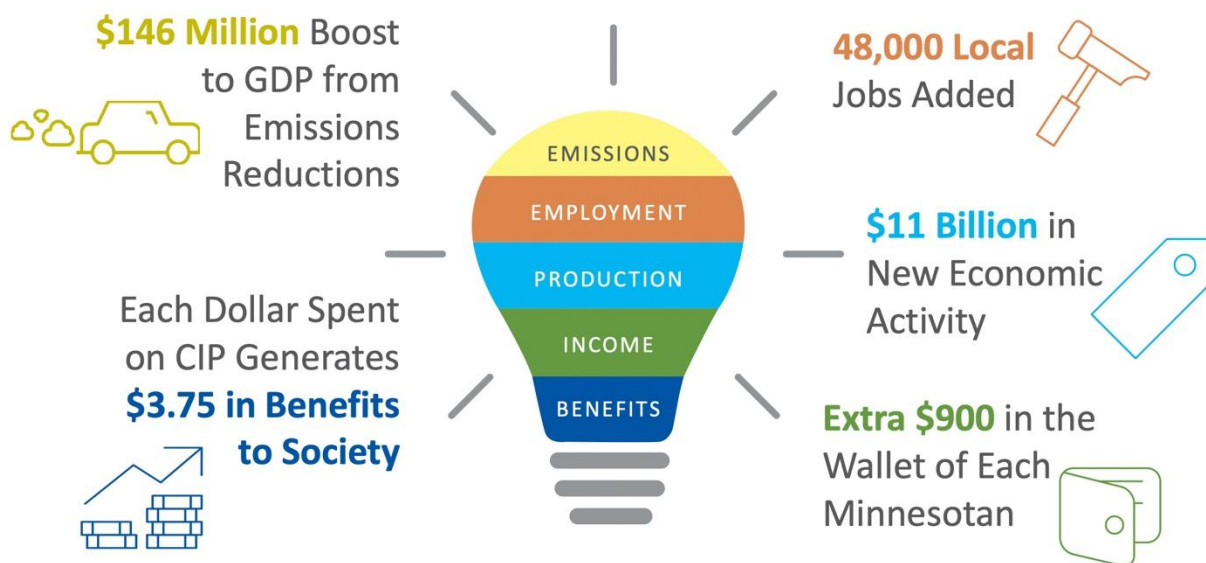 $146 Million Boost
to GDP from
Emissions
Reductions
48,000 Local
Jobs Added
EMISSIONS
EMPLOYMENT
PRODUCTION
INCOME
BENEFITS
$11 Billion in
New Economic
Activity
Each Dollar Spent
on CIP Generates
$3.75 in Benefits
to Society
Extra $900 in the
Wallet of Each
Minnesotan